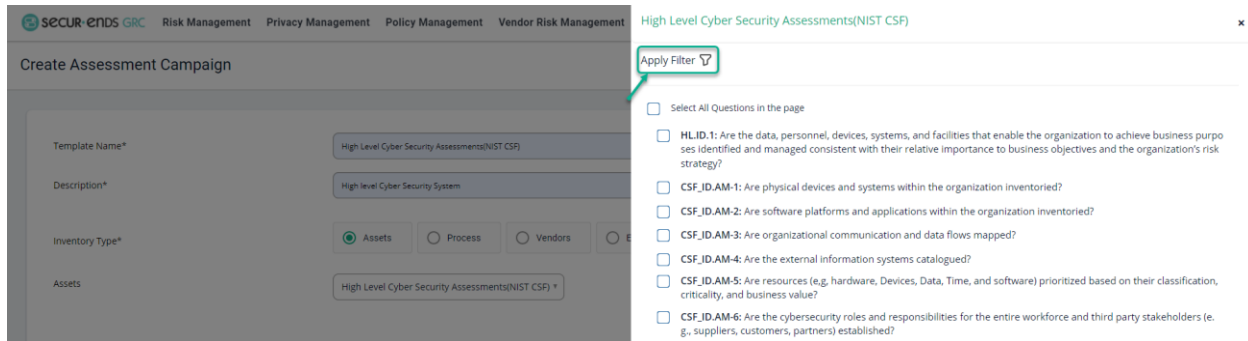 SECUR-ENDS GRC Risk Management Privacy Management Policy Management Vendor Risk Management
Create Assessment Campaign
Template Name* High Level Cyber Security Assessments(NIST CSF)
Description* High level Cyber Security System
Inventory Type* Assets Process Vendors E
Assets High Level Cyber Security Assessments(NIST CSF)
High Level Cyber Security Assessments(NIST CSF) ×
Apply Filter
Select All Questions in the page
HL.ID.1: Are the data, personnel, devices, systems, and facilities that enable the organization to achieve business purpo
ses identified and managed consistent with their relative importance to business objectives and the organization's risk
strategy?
CSF_ID.AM-1: Are physical devices and systems within the organization inventoried?
CSF_ID.AM-2: Are software platforms and applications within the organization inventoried?
CSF_ID.AM-3: Are organizational communication and data flows mapped?
CSF_ID.AM-4: Are the external information systems catalogued?
CSF_ID.AM-5: Are resources (e,g, hardware, Devices, Data, Time, and software) prioritized based on their classification,
criticality, and business value?
CSF_ID.AM-6: Are the cybersecurity roles and responsibilities for the entire workforce and third party stakeholders (e.
g., suppliers, customers, partners) established?